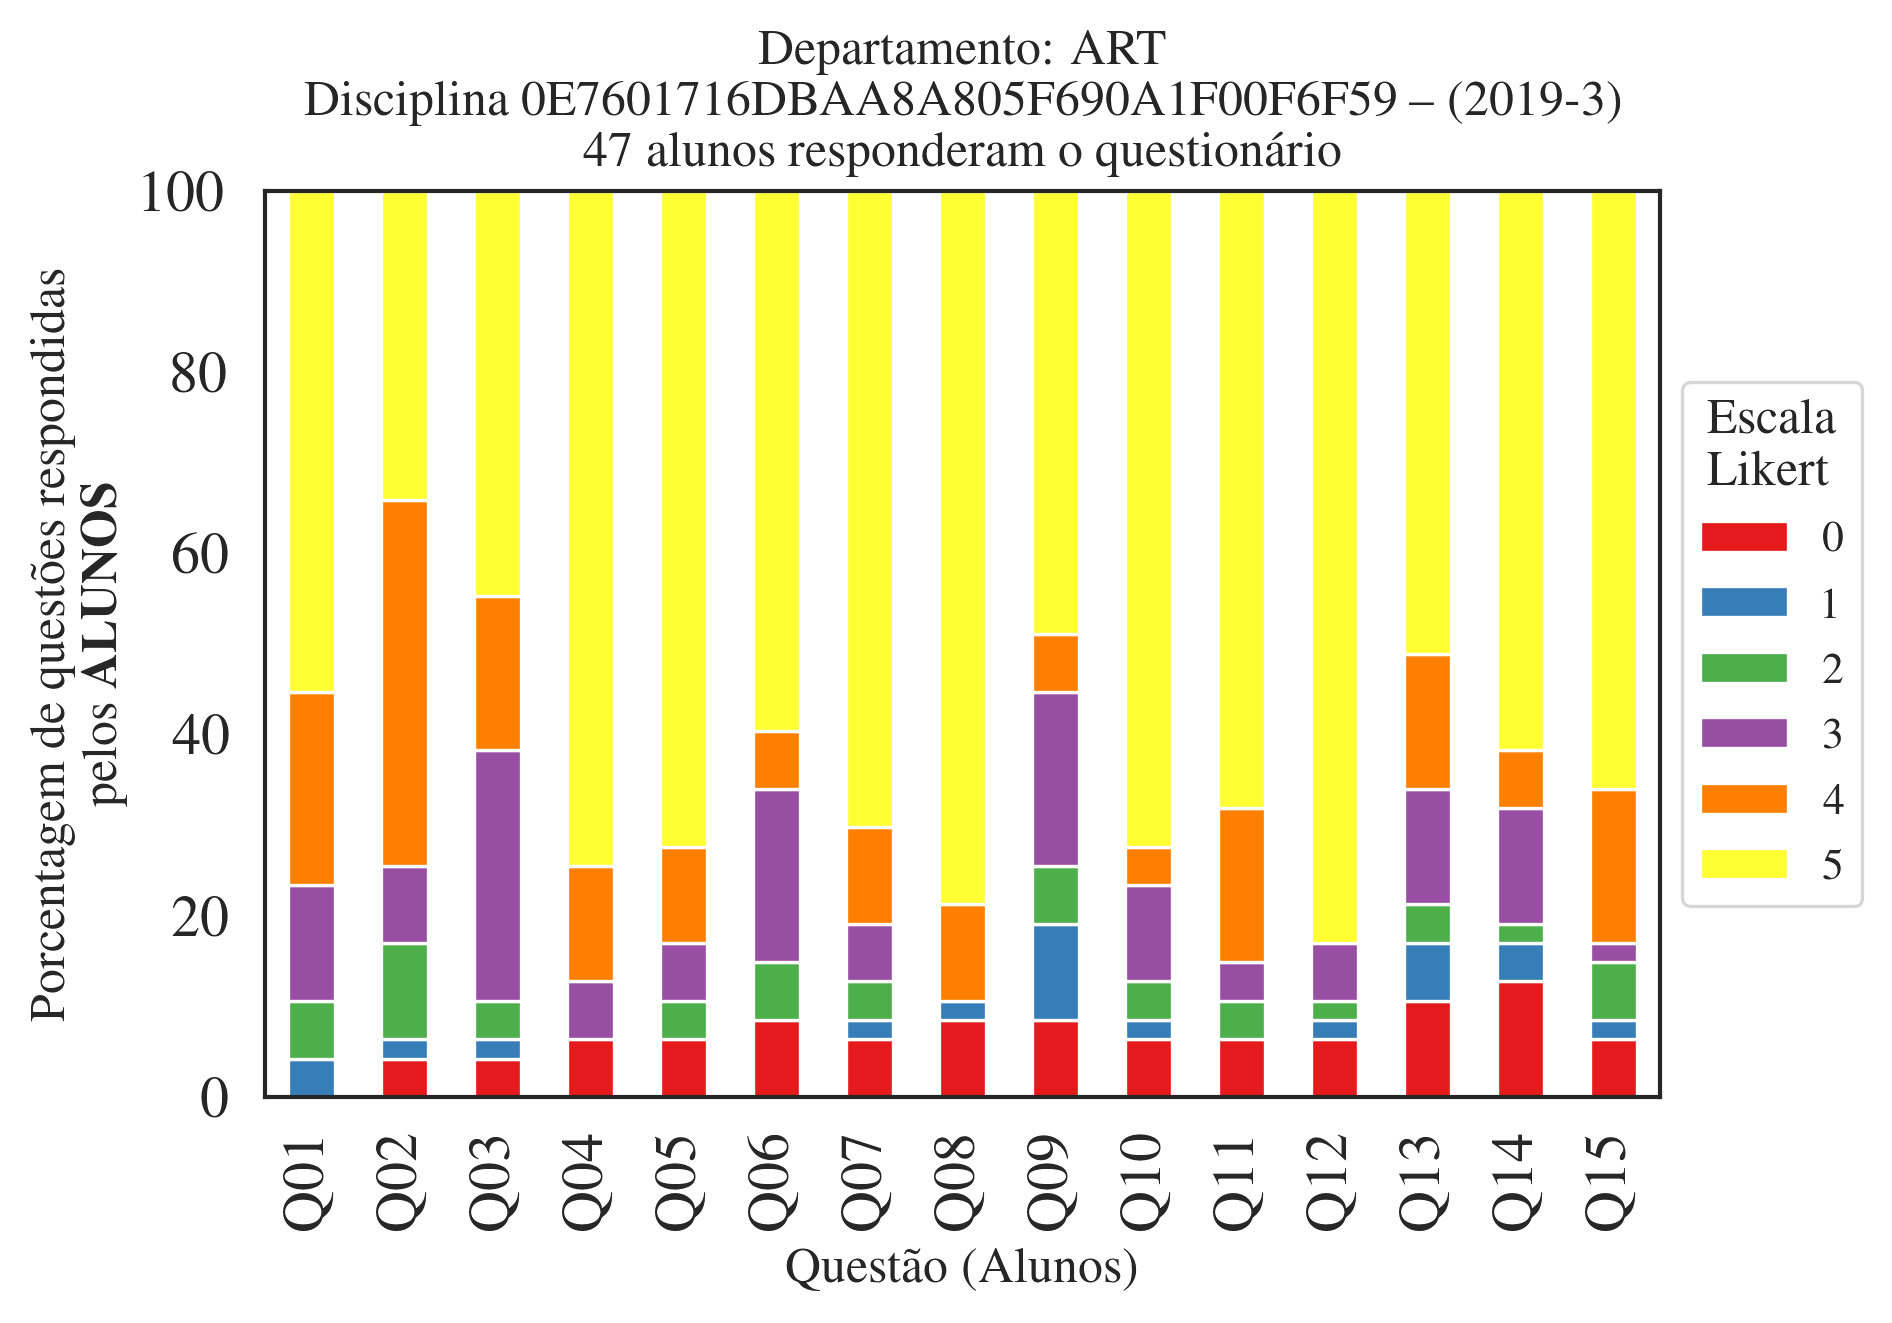 Departamento: ART
Disciplina 0E7601716DBAA8A805F690A1F00F6F59 – (2019-3)
47 alunos responderam o questionário
Porcentagem de questões respondidas
pelos ALUNOS
100
80
60
40
20
0
Q01
Q02
Q03
Q04
Q05
Q06
Q07
Q08
Q09
Q10
Q11
Q12
Q13
Q14
Q15
Questão (Alunos)
Escala
Likert
0
1
2
3
4
5